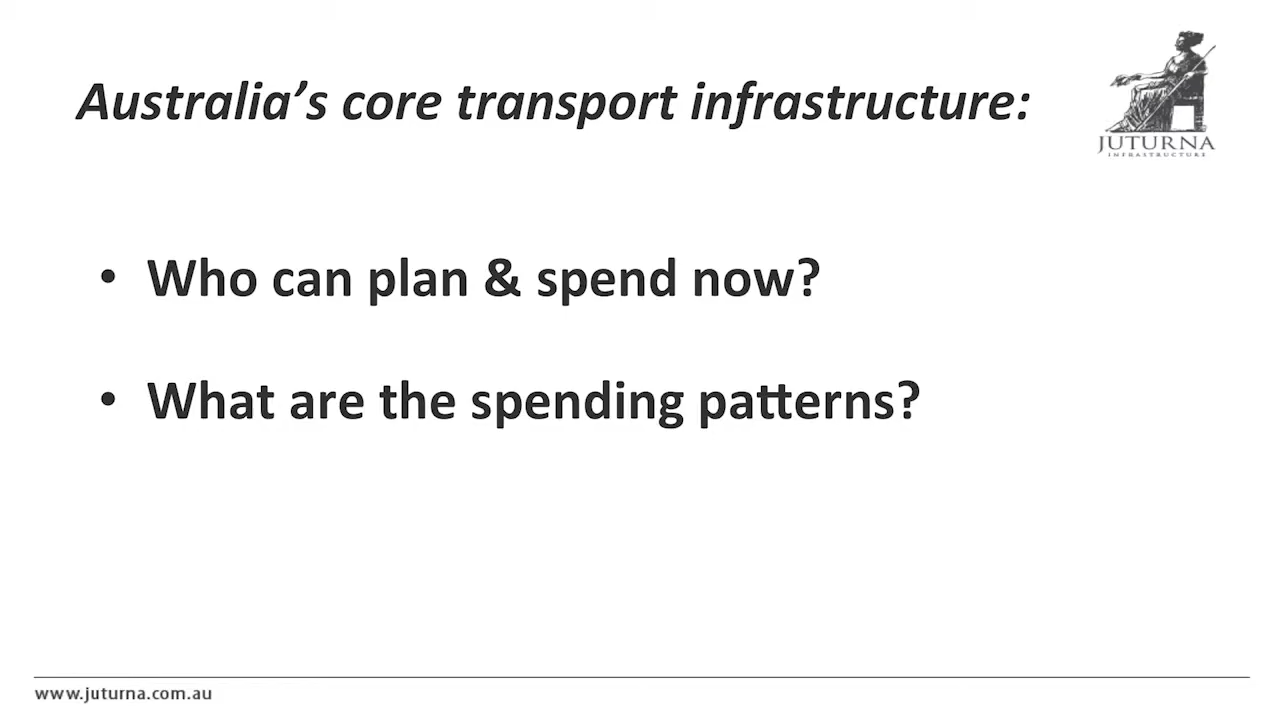 Australia's core transport infrastructure:
JUTURNA
INFRASTRUCTURE
• Who can plan & spend now?
• What are the spending patterns?
www.juturna.com.au